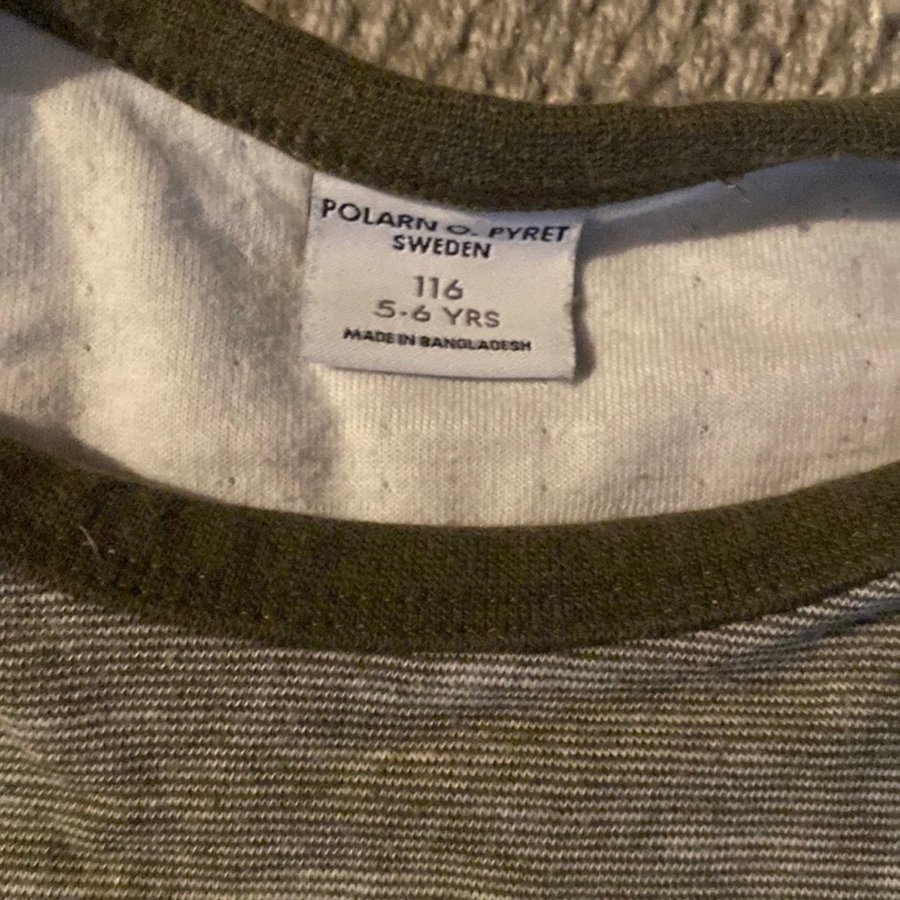 POLARN O. PYRET
SWEDEN
116
5-6 YRS
MADE IN BANGLADESH